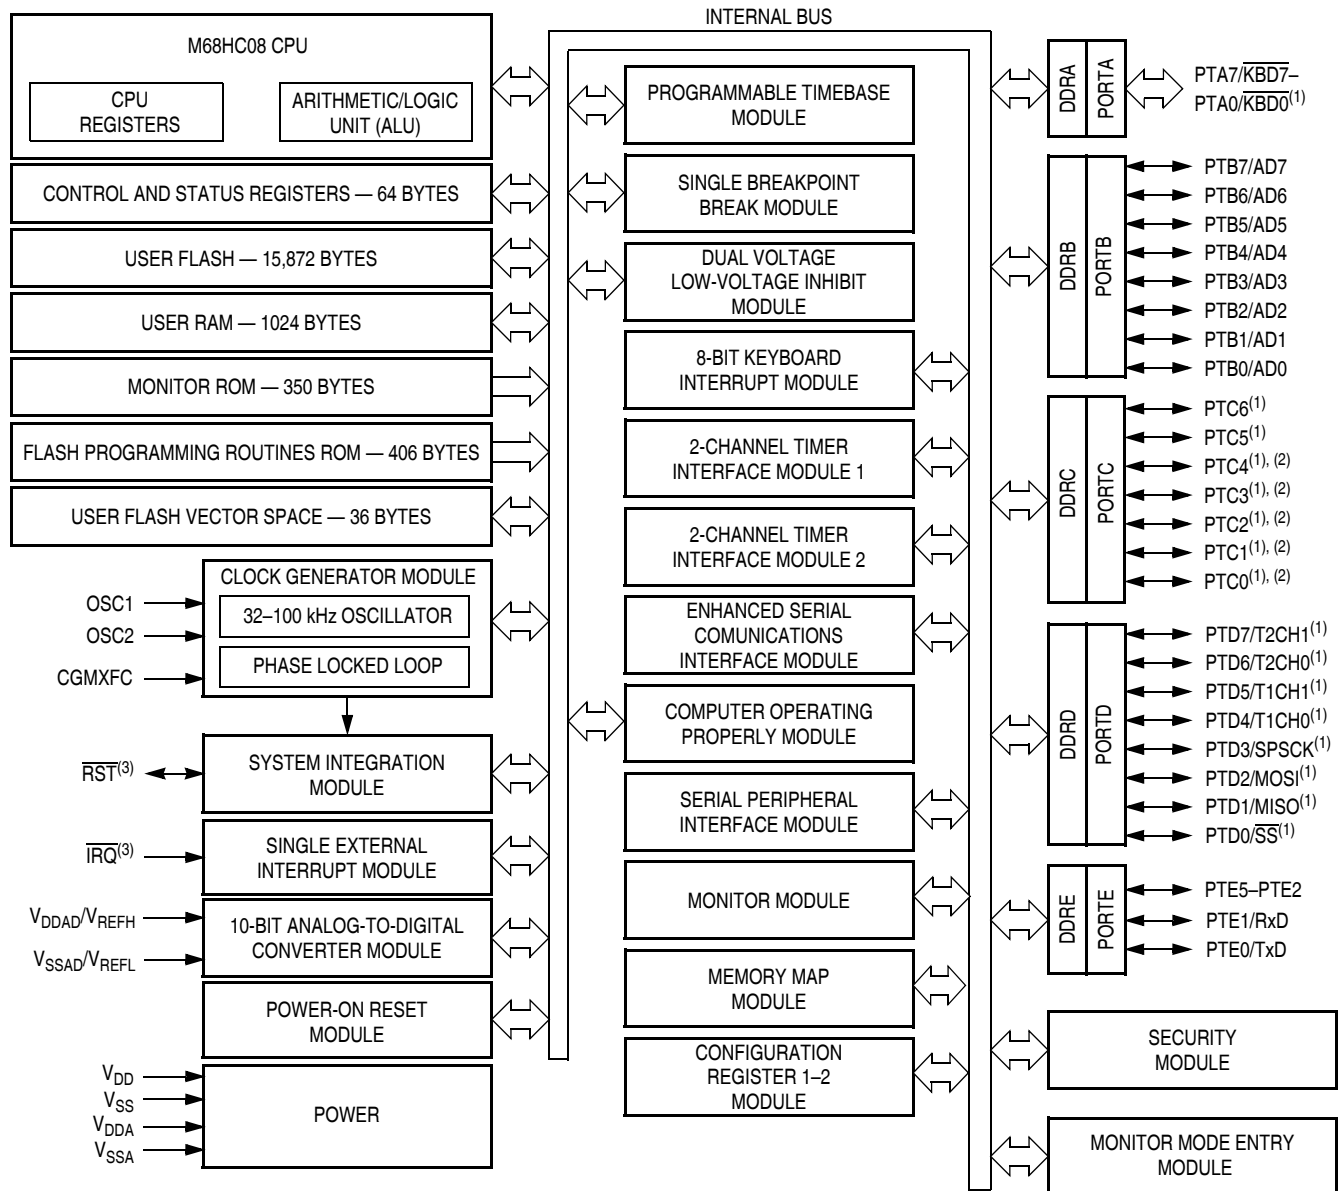 INTERNAL BUS
M68HC08 CPU
CPU
REGISTERS
ARITHMETIC/LOGIC
UNIT (ALU)
CONTROL AND STATUS REGISTERS — 64 BYTES
USER FLASH — 15,872 BYTES
USER RAM — 1024 BYTES
MONITOR ROM — 350 BYTES
FLASH PROGRAMMING ROUTINES ROM — 406 BYTES
USER FLASH VECTOR SPACE — 36 BYTES
CLOCK GENERATOR MODULE
32–100 kHz OSCILLATOR
PHASE LOCKED LOOP
OSC1
OSC2
CGMXFC
SYSTEM INTEGRATION
MODULE
RST(3)
SINGLE EXTERNAL
INTERRUPT MODULE
IRQ(3)
10-BIT ANALOG-TO-DIGITAL
CONVERTER MODULE
VDDAD/VREFH
VSSAD/VREFL
POWER-ON RESET
MODULE
POWER
VDD
VSS
VDDA
VSSA
PROGRAMMABLE TIMEBASE
MODULE
SINGLE BREAKPOINT
BREAK MODULE
DUAL VOLTAGE
LOW-VOLTAGE INHIBIT
MODULE
8-BIT KEYBOARD
INTERRUPT MODULE
2-CHANNEL TIMER
INTERFACE MODULE 1
2-CHANNEL TIMER
INTERFACE MODULE 2
ENHANCED SERIAL
COMUNICATIONS
INTERFACE MODULE
COMPUTER OPERATING
PROPERLY MODULE
SERIAL PERIPHERAL
INTERFACE MODULE
MONITOR MODULE
MEMORY MAP
MODULE
CONFIGURATION
REGISTER 1–2
MODULE
DDRA
PORTA
PTA7/KBD7–
PTA0/KBD0(1)
DDRB
PORTB
PTB7/AD7
PTB6/AD6
PTB5/AD5
PTB4/AD4
PTB3/AD3
PTB2/AD2
PTB1/AD1
PTB0/AD0
DDRC
PORTC
PTC6(1)
PTC5(1)
PTC4(1), (2)
PTC3(1), (2)
PTC2(1), (2)
PTC1(1), (2)
PTC0(1), (2)
DDRD
PORTD
PTD7/T2CH1(1)
PTD6/T2CH0(1)
PTD5/T1CH1(1)
PTD4/T1CH0(1)
PTD3/SPSCK(1)
PTD2/MOSI(1)
PTD1/MISO(1)
PTD0/SS(1)
DDRE
PORTE
PTE5–PTE2
PTE1/RxD
PTE0/TxD
SECURITY
MODULE
MONITOR MODE ENTRY
MODULE